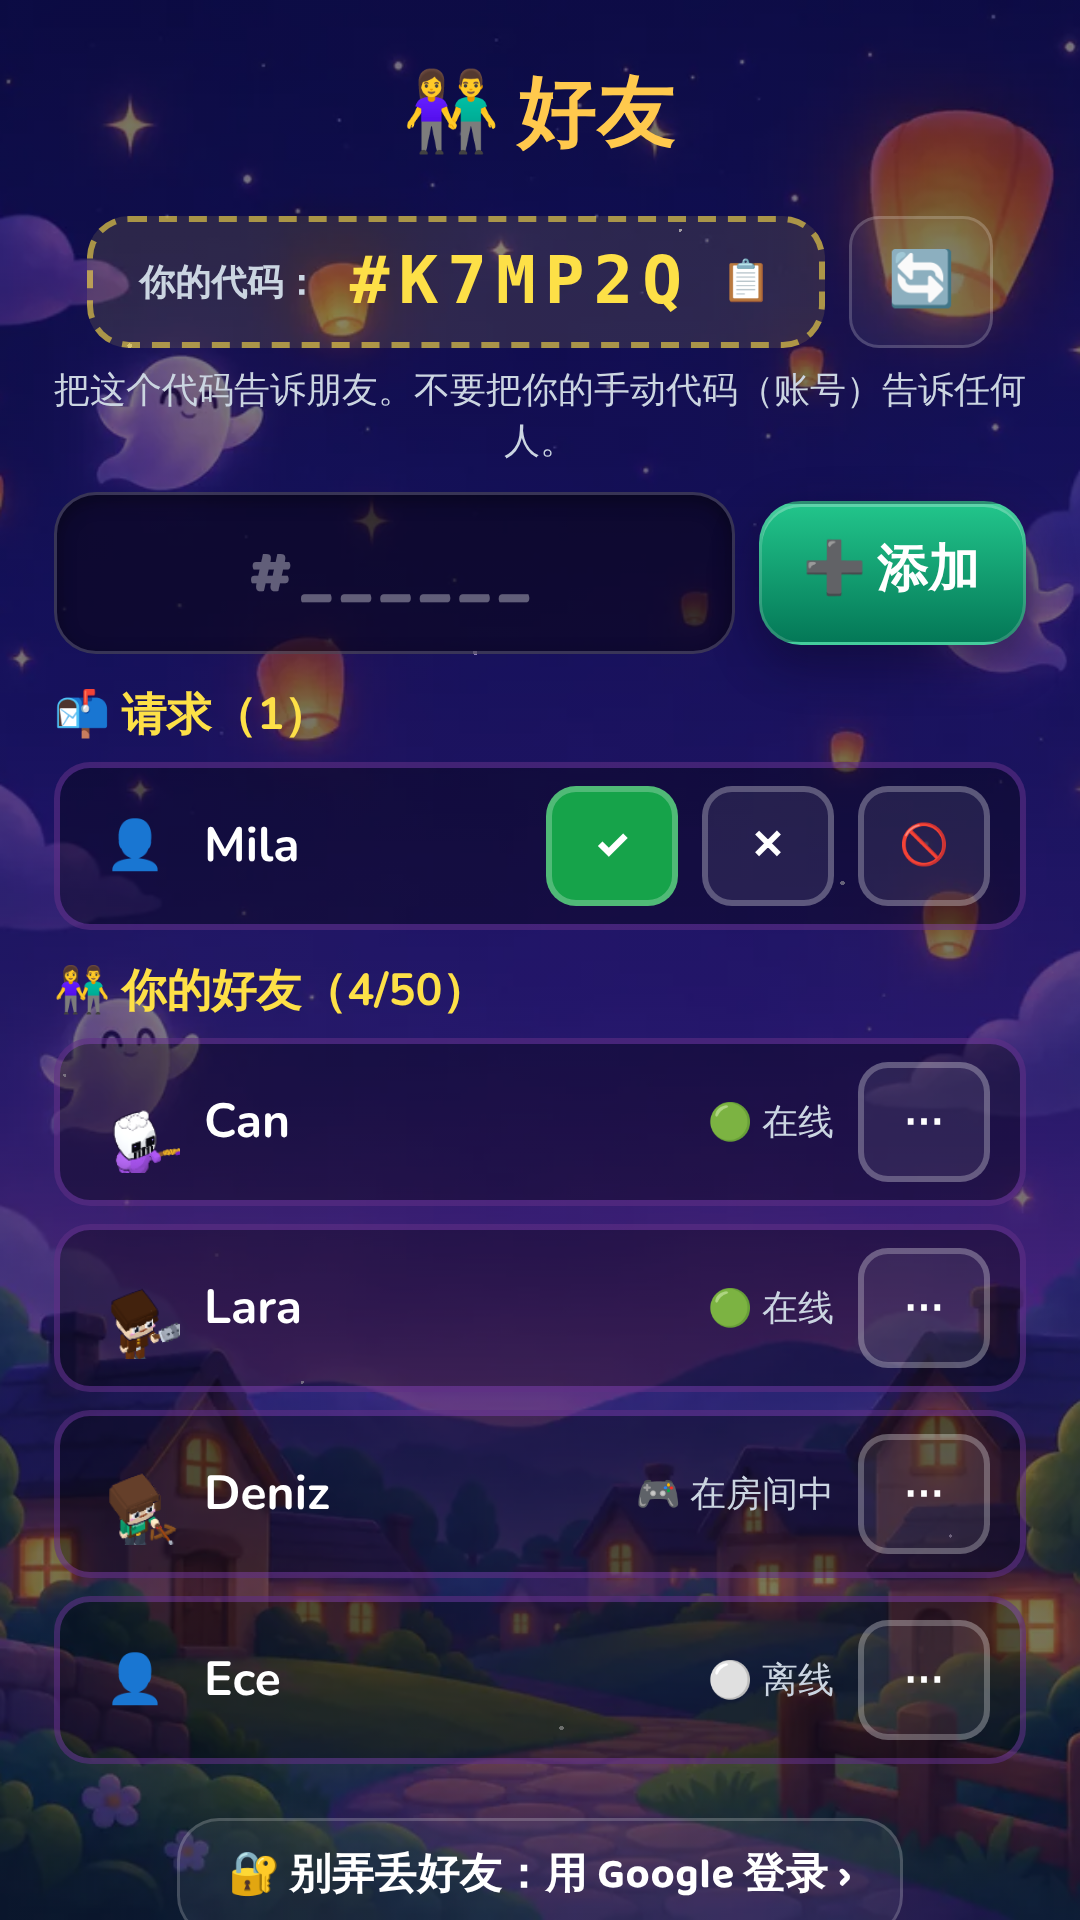 好友
你的代码： #K7MP2Q
把这个代码告诉朋友。不要把你的手动代码（账号）告诉任何
人。
#______
添加
请求（1）
Mila
你的好友（4/50）
Can 在线
Lara 在线
Deniz 在房间中
Ece 离线
别弄丢好友：用 Google 登录 ›